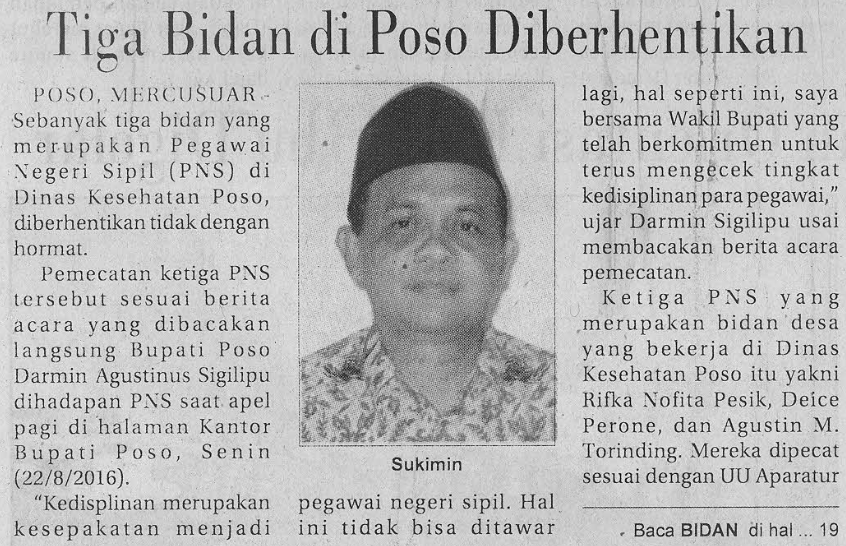 Tiga Bidan di Poso Diberhentikan
POSO, MERCUSUAR-
Sebanyak tiga bidan yang
merupakan Pegawai
Negeri Sipil (PNS) di
Dinas Kesehatan Poso,
diberhentikan tidak dengan
hormat.
Pemecatan ketiga PNS
tersebut sesuai berita
acara yang dibacakan
langsung Bupati Poso
Darmin Agustinus Sigilipu
dihadapan PNS saat apel
pagi di halaman Kantor
Bupati Poso, Senin
(22/8/2016).
“Kedisplinan merupakan
kesepakatan menjadi
Sukimin
pegawai negeri sipil. Hal
ini tidak bisa ditawar
lagi, hal seperti ini, saya
bersama Wakil Bupati yang
telah berkomitmen untuk
terus mengecek tingkat
kedisiplinan para pegawai,”
ujar Darmin Sigilipu usai
membacakan berita acara
pemecatan.
Ketiga PNS yang
merupakan bidan desa
yang bekerja di Dinas
Kesehatan Poso itu yakni
Rifka Nofita Pesik, Deice
Perone, dan Agustin M.
Torinding. Mereka dipecat
sesuai dengan UU Aparatur
Baca BIDAN di hal ... 19